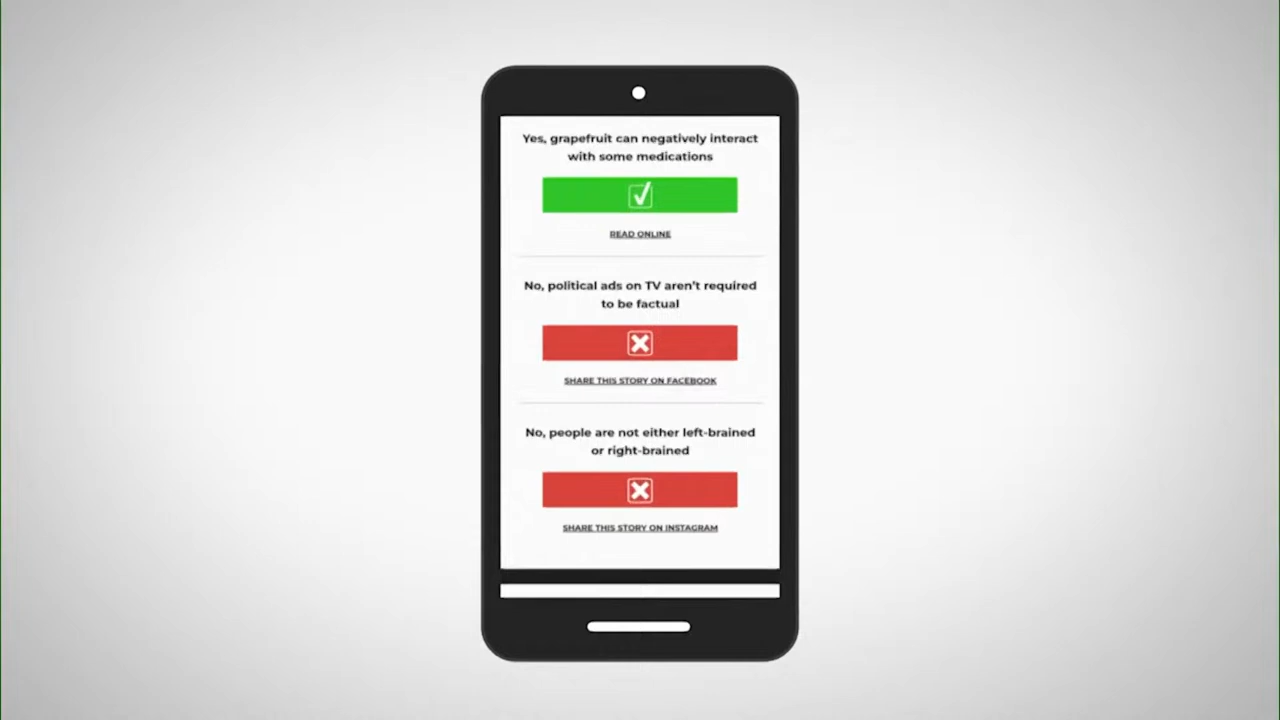 Yes, grapefruit can negatively interact
with some medications
READ ONLINE
No, political ads on TV aren't required
to be factual
SHARE THIS STORY ON FACEBOOK
No, people are not either left-brained
or right-brained
SHARE THIS STORY ON INSTAGRAM